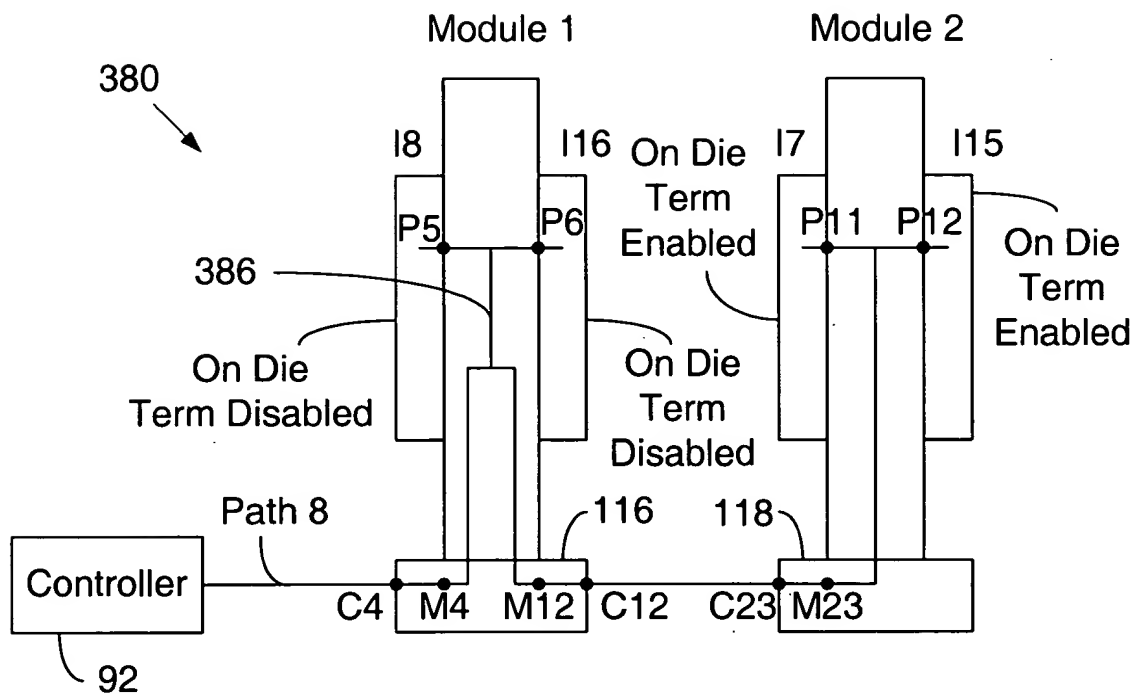 Module 1
Module 2
380
I8
I16
On Die
Term
Enabled
I7
I15
P5
P6
P11
P12
386
On Die
Term
Enabled
On Die
Term Disabled
On Die
Term
Disabled
Path 8
116
118
Controller
C4
M4
M12
C12
C23
M23
92